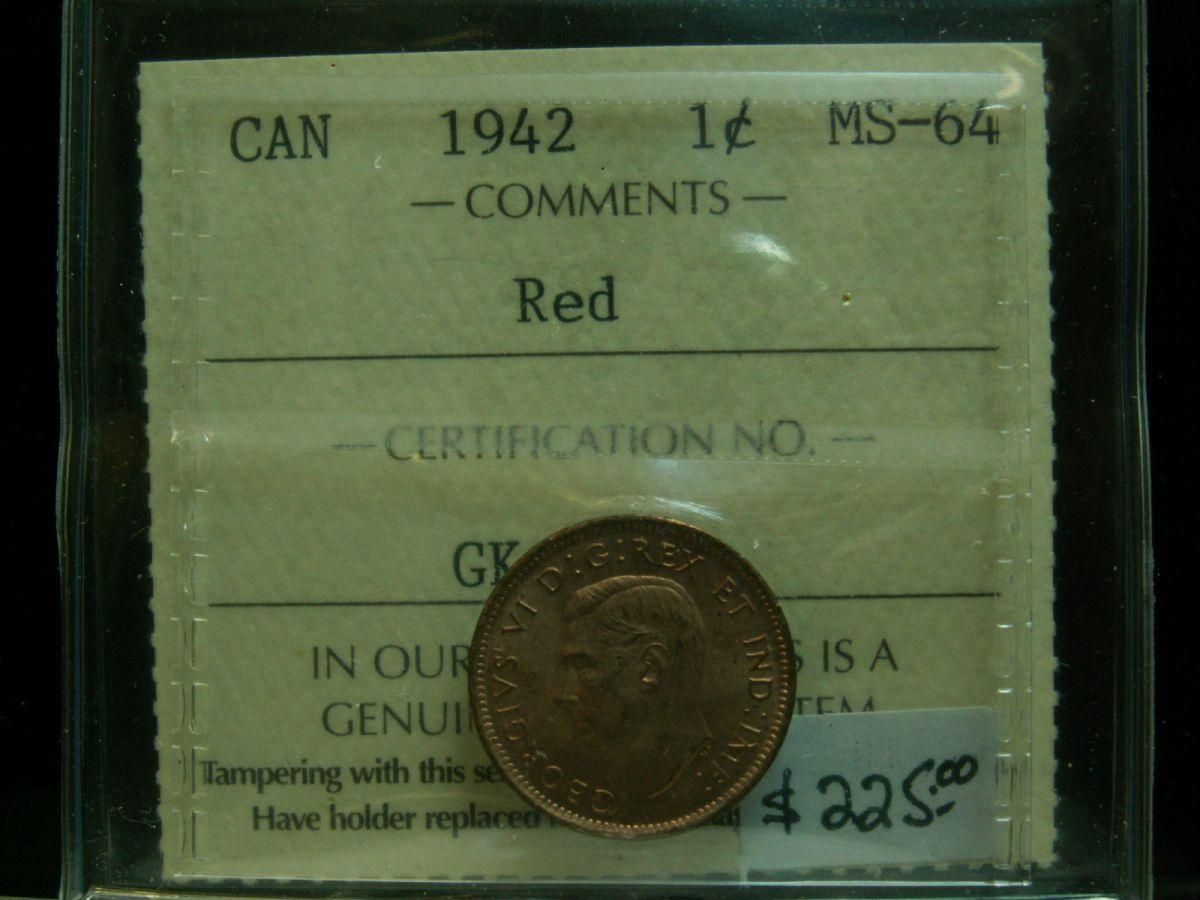 CAN 1942 1¢ MS-64
— COMMENTS —
Red
— CERTIFICATION NO. —
GK
IN OUR S IS A
GENUI TEM
Tampering with this se
Have holder replaced
$ 225.00
GEORGIVS VI D:G:REX ET IND:IMP: